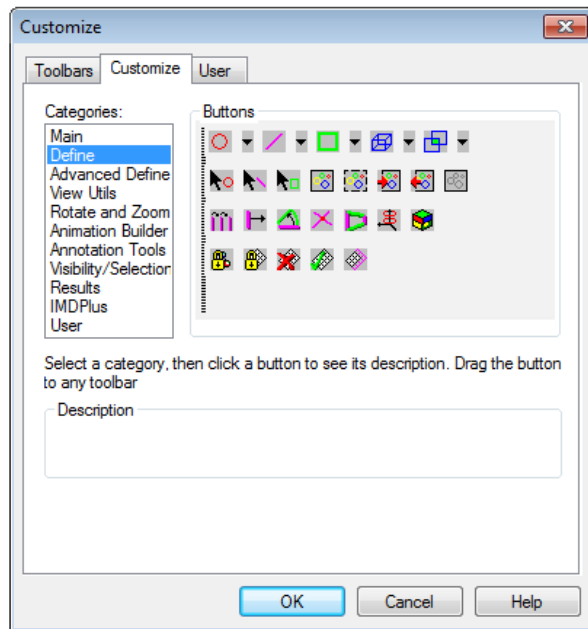 Customize
Toolbars Customize User
Categories:
Main
Define
Advanced Define
View Utils
Rotate and Zoom
Animation Builder
Annotation Tools
Visibility/Selection
Results
IMDPlus
User
Buttons
Select a category, then click a button to see its description. Drag the button
to any toolbar
Description
OK Cancel Help